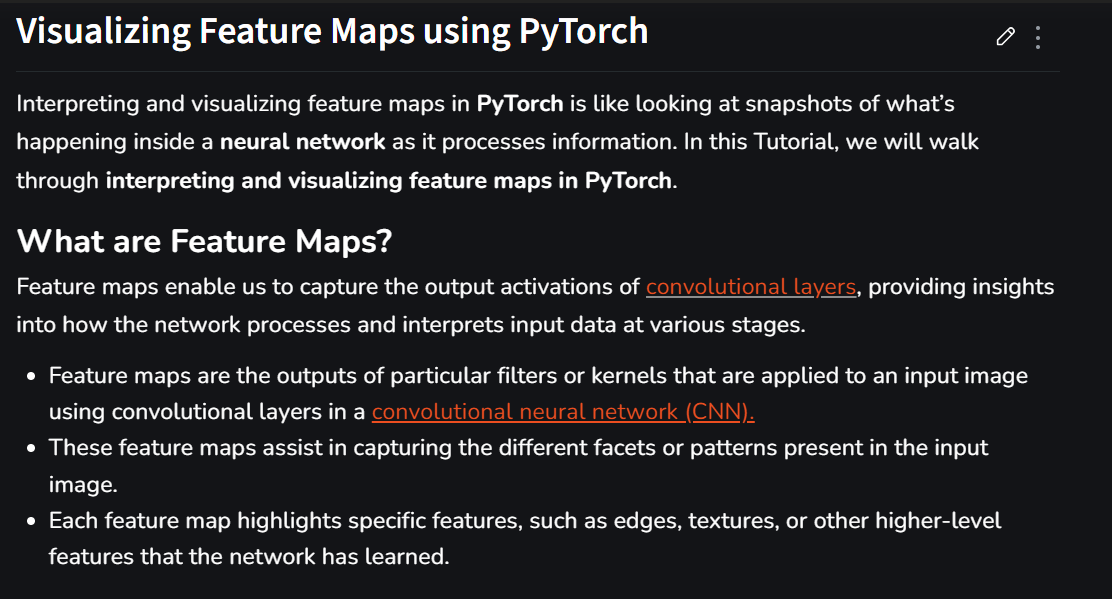 Visualizing Feature Maps using PyTorch
Interpreting and visualizing feature maps in PyTorch is like looking at snapshots of what’s
happening inside a neural network as it processes information. In this Tutorial, we will walk
through interpreting and visualizing feature maps in PyTorch.
What are Feature Maps?
Feature maps enable us to capture the output activations of convolutional layers, providing insights
into how the network processes and interprets input data at various stages.
• Feature maps are the outputs of particular filters or kernels that are applied to an input image
using convolutional layers in a convolutional neural network (CNN).
• These feature maps assist in capturing the different facets or patterns present in the input
image.
• Each feature map highlights specific features, such as edges, textures, or other higher-level
features that the network has learned.